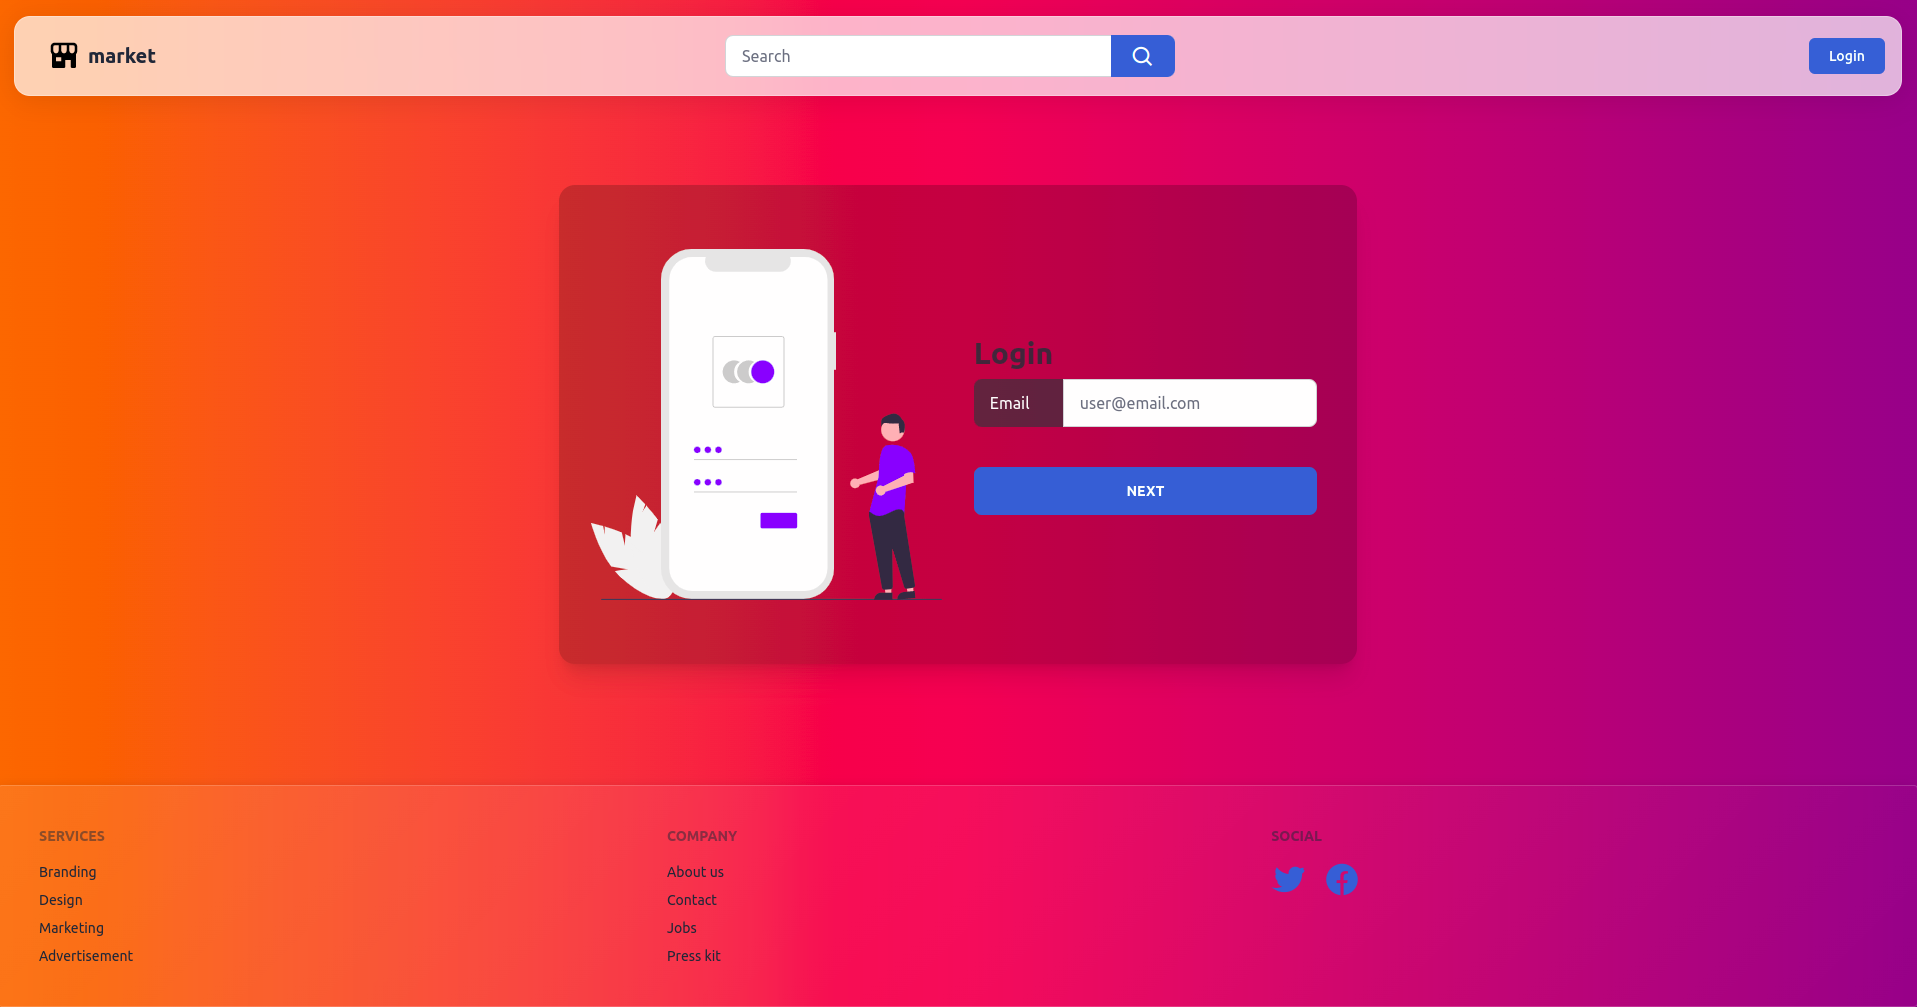 market
Search
Login
Login
Email
user@email.com
NEXT
SERVICES
Branding
Design
Marketing
Advertisement
COMPANY
About us
Contact
Jobs
Press kit
SOCIAL